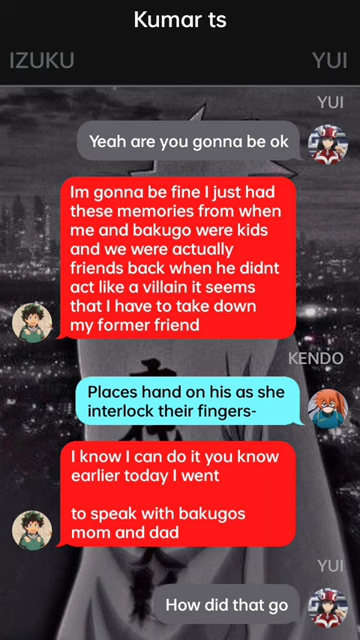 Kumar ts
IZUKU
YUI
YUI
Yeah are you gonna be ok
Im gonna be fine I just had
these memories from when
me and bakugo were kids
and we were actually
friends back when he didnt
act like a villain it seems
that I have to take down
my former friend
KENDO
Places hand on his as she
interlock their fingers-
I know I can do it you know
earlier today I went
to speak with bakugos
mom and dad
YUI
How did that go